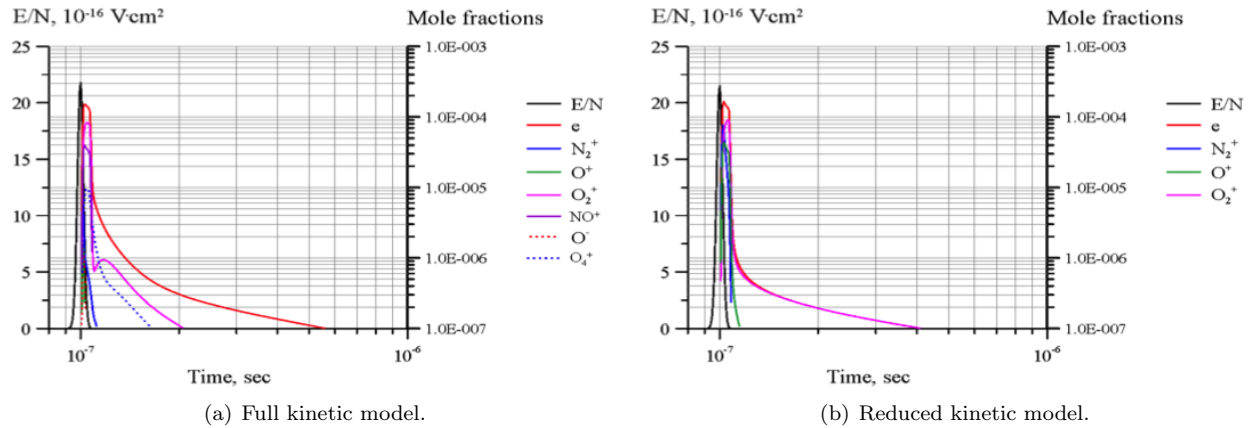 E/N, 10⁻¹⁶ V·cm²
Mole fractions
25
20
15
10
5
0
1.0E-003
1.0E-004
1.0E-005
1.0E-006
1.0E-007
10⁻⁷
10⁻⁶
Time, sec
E/N
e
N₂⁺
O⁺
O₂⁺
NO⁺
O⁻
O₄⁺
(a) Full kinetic model.
E/N, 10⁻¹⁶ V·cm²
Mole fractions
25
20
15
10
5
0
1.0E-003
1.0E-004
1.0E-005
1.0E-006
1.0E-007
10⁻⁷
10⁻⁶
Time, sec
E/N
e
N₂⁺
O⁺
O₂⁺
(b) Reduced kinetic model.